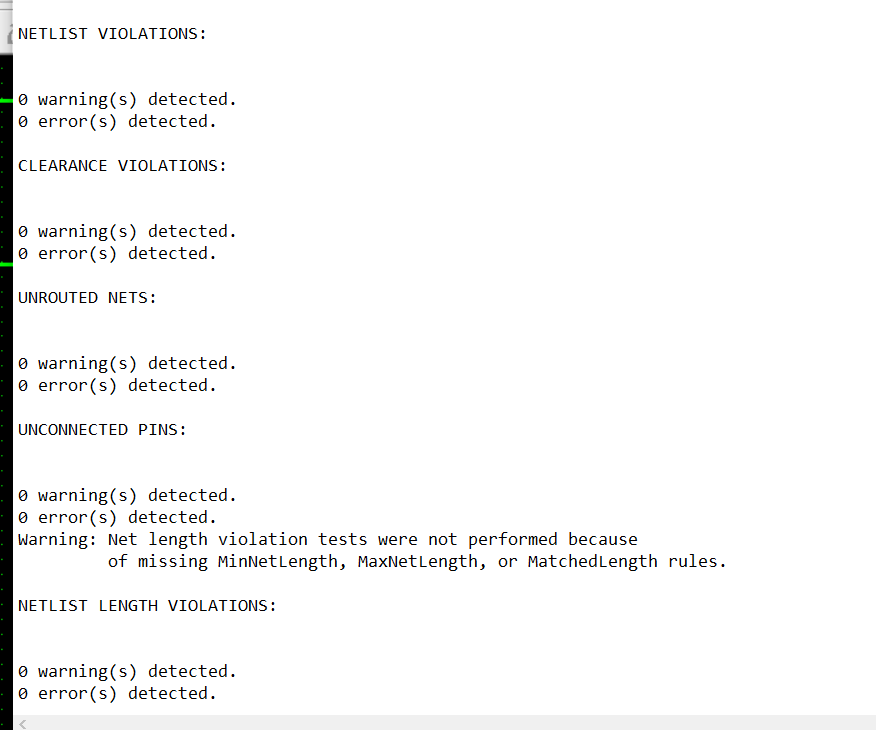 NETLIST VIOLATIONS:
0 warning(s) detected.
0 error(s) detected.
CLEARANCE VIOLATIONS:
0 warning(s) detected.
0 error(s) detected.
UNROUTED NETS:
0 warning(s) detected.
0 error(s) detected.
UNCONNECTED PINS:
0 warning(s) detected.
0 error(s) detected.
Warning: Net length violation tests were not performed because
of missing MinNetLength, MaxNetLength, or MatchedLength rules.
NETLIST LENGTH VIOLATIONS:
0 warning(s) detected.
0 error(s) detected.